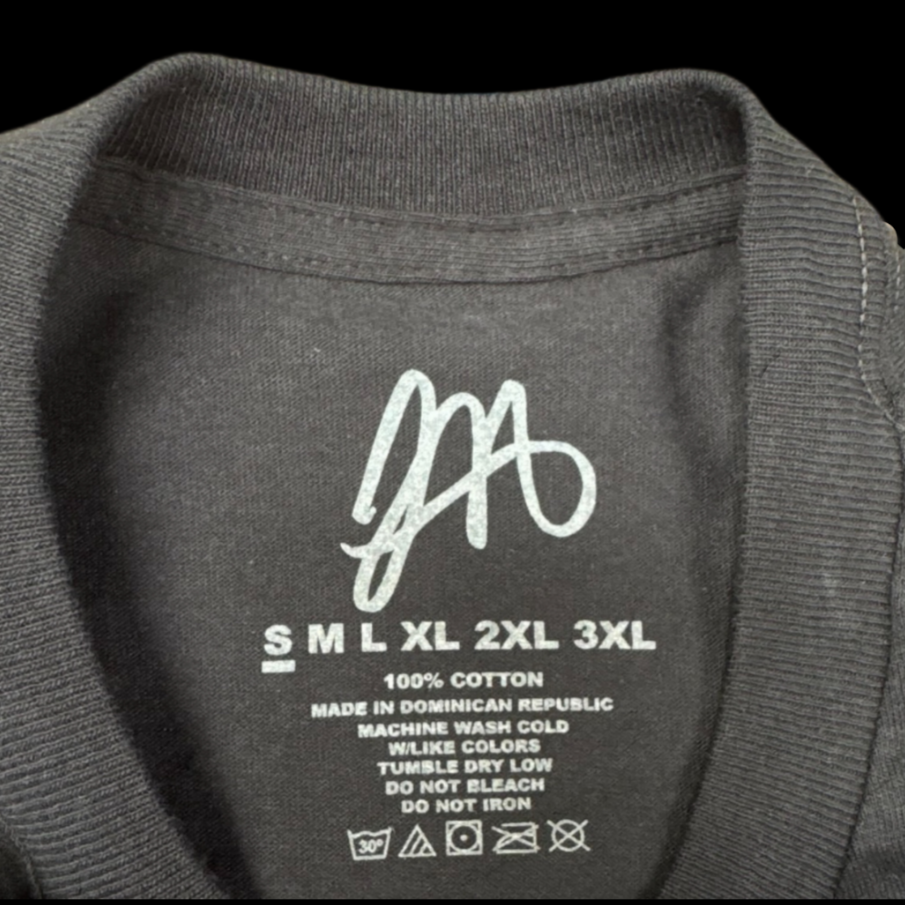 S M L XL 2XL 3XL
100% COTTON
MADE IN DOMINICAN REPUBLIC
MACHINE WASH COLD
W/LIKE COLORS
TUMBLE DRY LOW
DO NOT BLEACH
DO NOT IRON
30°